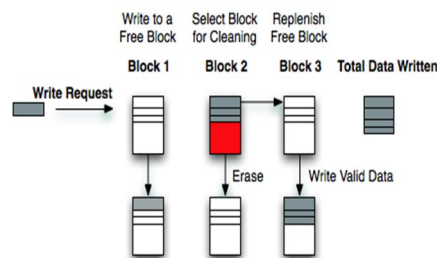 Write to a Select Block Replenish
Free Block for Cleaning Free Block
Block 1 Block 2 Block 3 Total Data Written
Write Request
Erase Write Valid Data